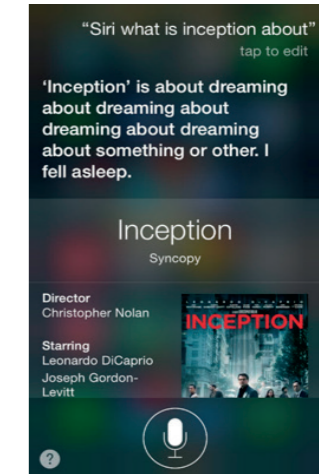 “Siri what is inception about”
tap to edit
‘Inception’ is about dreaming
about dreaming about
dreaming about dreaming
about something or other. I
fell asleep.
Inception
Syncopy
Director
Christopher Nolan
Starring
Leonardo DiCaprio
Joseph Gordon-
Levitt
INCEPTION
?